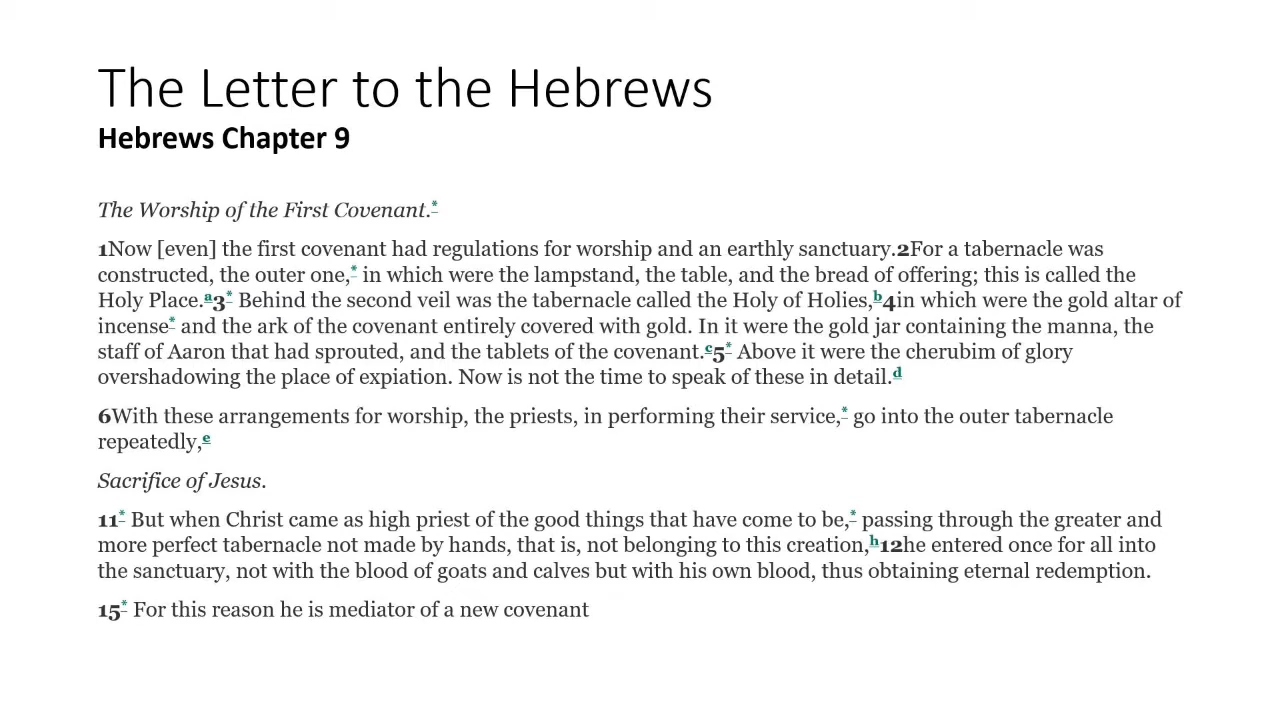 The Letter to the Hebrews
Hebrews Chapter 9
The Worship of the First Covenant.*
1Now [even] the first covenant had regulations for worship and an earthly sanctuary.2For a tabernacle was
constructed, the outer one,* in which were the lampstand, the table, and the bread of offering; this is called the
Holy Place.a3* Behind the second veil was the tabernacle called the Holy of Holies,b4in which were the gold altar of
incense* and the ark of the covenant entirely covered with gold. In it were the gold jar containing the manna, the
staff of Aaron that had sprouted, and the tablets of the covenant.c5* Above it were the cherubim of glory
overshadowing the place of expiation. Now is not the time to speak of these in detail.d
6With these arrangements for worship, the priests, in performing their service,* go into the outer tabernacle
repeatedly,e
Sacrifice of Jesus.
11* But when Christ came as high priest of the good things that have come to be,* passing through the greater and
more perfect tabernacle not made by hands, that is, not belonging to this creation,h12he entered once for all into
the sanctuary, not with the blood of goats and calves but with his own blood, thus obtaining eternal redemption.
15* For this reason he is mediator of a new covenant